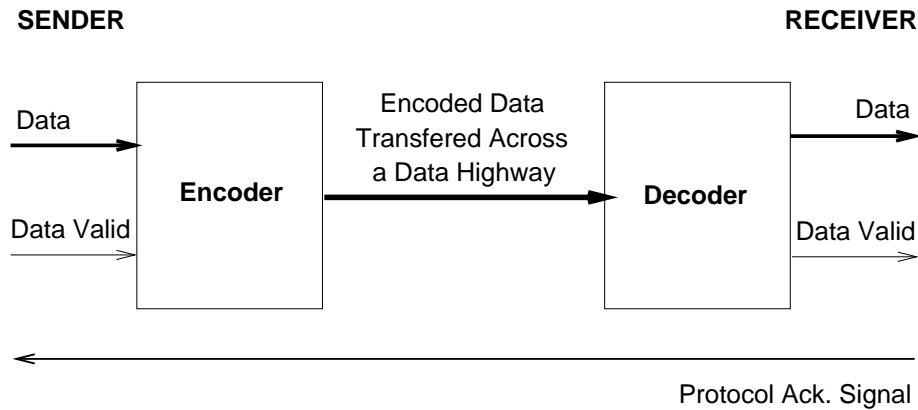 SENDER
RECEIVER
Data
Data Valid
Encoder
Encoded Data
Transfered Across
a Data Highway
Decoder
Data
Data Valid
Protocol Ack. Signal